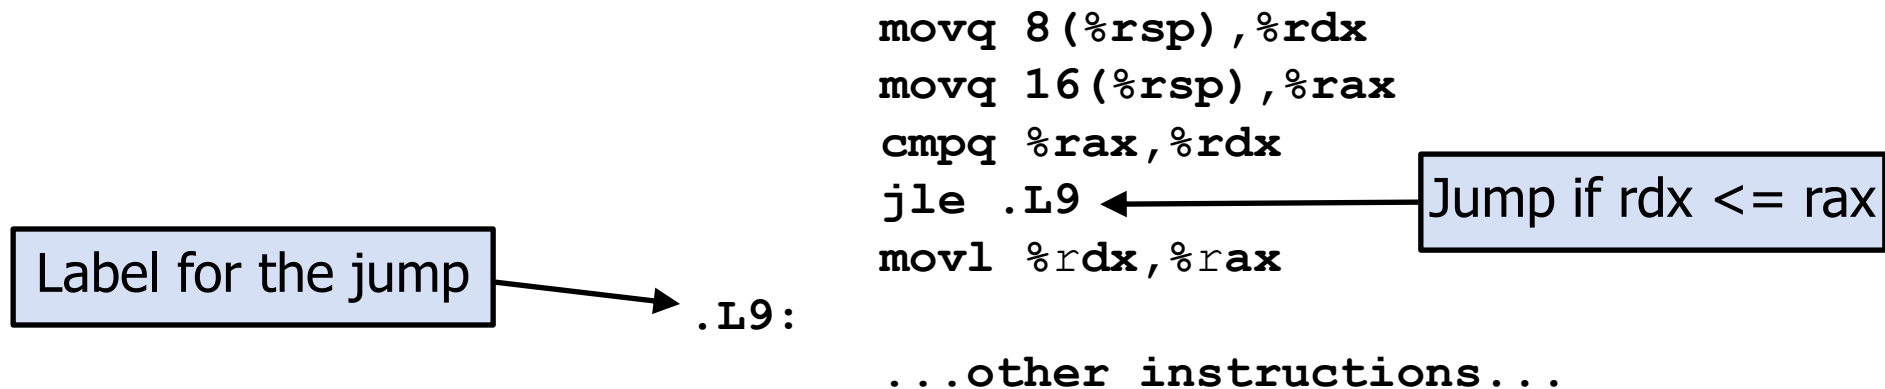 movq 8(%rsp),%rdx
movq 16(%rsp),%rax
cmpq %rax,%rdx
jle .L9
Jump if rdx <= rax
movl %rdx,%rax
Label for the jump
.L9:
...other instructions...